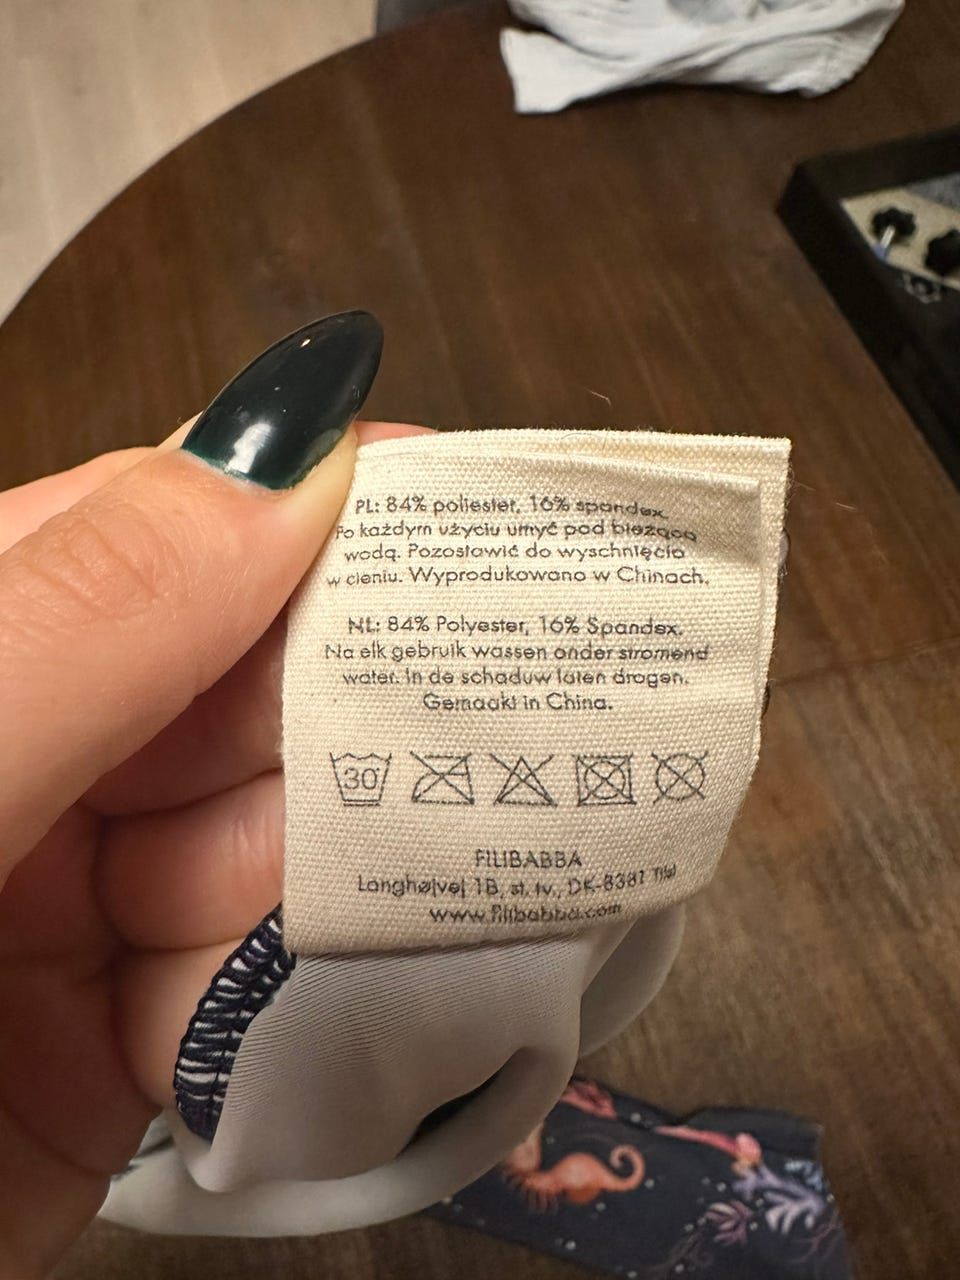 PL: 84% poliester, 16% spandex.
Po każdym użyciu umyć pod bieżącą
wodą. Pozostawić do wyschnięcia
w cieniu. Wyprodukowano w Chinach.
NL: 84% Polyester, 16% Spandex.
Na elk gebruik wassen onder stromend
water. In de schaduw laten drogen.
Gemaakt in China.
30°
FILIBABBA
Langhøjvej 1B, st. tv., DK-8381 Tilst
www.filibabba.com